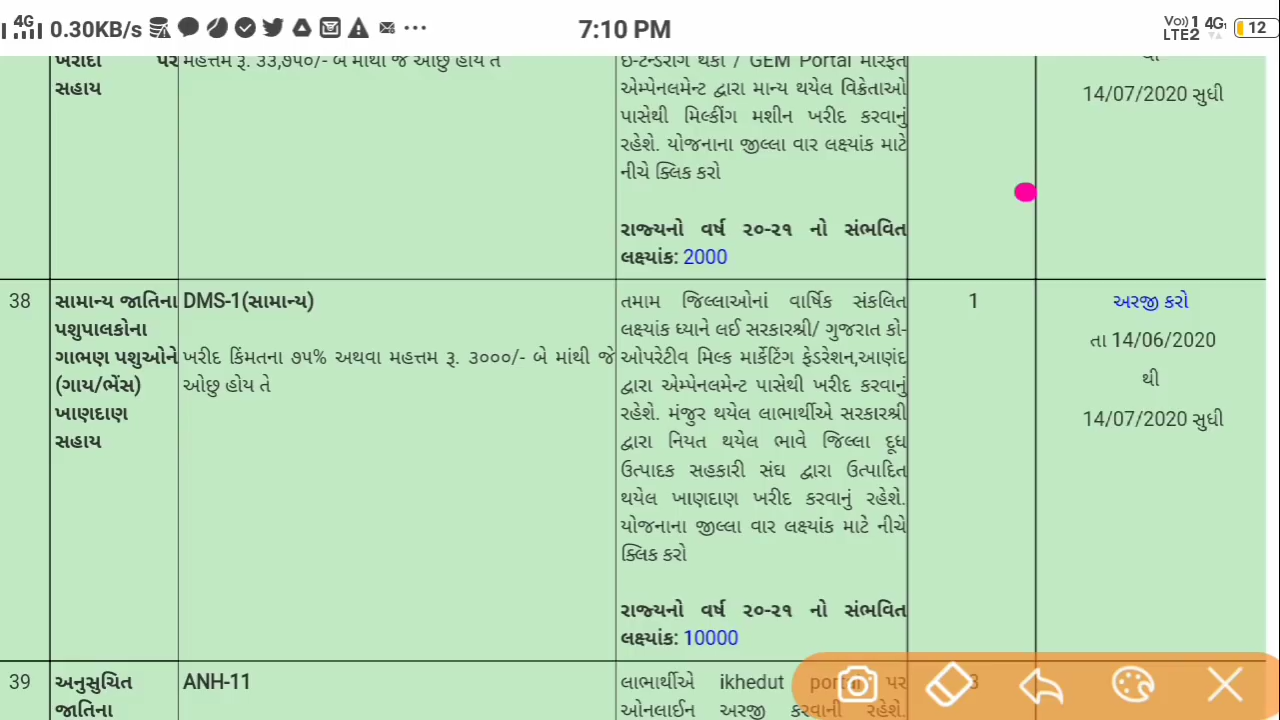 4G 0.30KB/s 7:10 PM Vo)) 1 4G LTE2 12
ખરીદી પર
સહાય
મહત્તમ રૂ. ૩૩,૭૫૦/- બે માંથી જે ઓછુ હોય તે
ઇ-ટેન્ડરીંગ થકી / GEM Portal મારફતે
એમ્પેનલમેન્ટ દ્વારા માન્ય થયેલ વિક્રેતાઓ
પાસેથી મિલ્કીંગ મશીન ખરીદ કરવાનું
રહેશે. યોજનાના જીલ્લા વાર લક્ષ્યાંક માટે
નીચે ક્લિક કરો
રાજ્યનો વર્ષ ૨૦-૨૧ નો સંભવિત
લક્ષ્યાંક: 2000
થી
14/07/2020 સુધી
38
સામાન્ય જાતિના
પશુપાલકોના
ગાભણ પશુઓને
(ગાય/ભેંસ)
ખાણદાણ
સહાય
DMS-1(સામાન્ય)
ખરીદ કિંમતના ૭૫% અથવા મહત્તમ રૂ. ૩૦૦૦/- બે માંથી જે
ઓછુ હોય તે
તમામ જિલ્લાઓનાં વાર્ષિક સંકલિત
લક્ષ્યાંક ધ્યાને લઈ સરકારશ્રી/ ગુજરાત કો-
ઓપરેટીવ મિલ્ક માર્કેટિંગ ફેડરેશન,આણંદ
દ્વારા એમ્પેનલમેન્ટ પાસેથી ખરીદ કરવાનું
રહેશે. મંજુર થયેલ લાભાર્થીએ સરકારશ્રી
દ્વારા નિયત થયેલ ભાવે જિલ્લા દૂધ
ઉત્પાદક સહકારી સંઘ દ્વારા ઉત્પાદિત
થયેલ ખાણદાણ ખરીદ કરવાનું રહેશે.
યોજનાના જીલ્લા વાર લક્ષ્યાંક માટે નીચે
ક્લિક કરો
રાજ્યનો વર્ષ ૨૦-૨૧ નો સંભવિત
લક્ષ્યાંક: 10000
1
અરજી કરો
તા 14/06/2020
થી
14/07/2020 સુધી
39
અનુસુચિત
જાતિના
ANH-11
લાભાર્થીએ ikhedut portal પર
ઓનલાઈન અરજી કરવાની રહેશે.
3